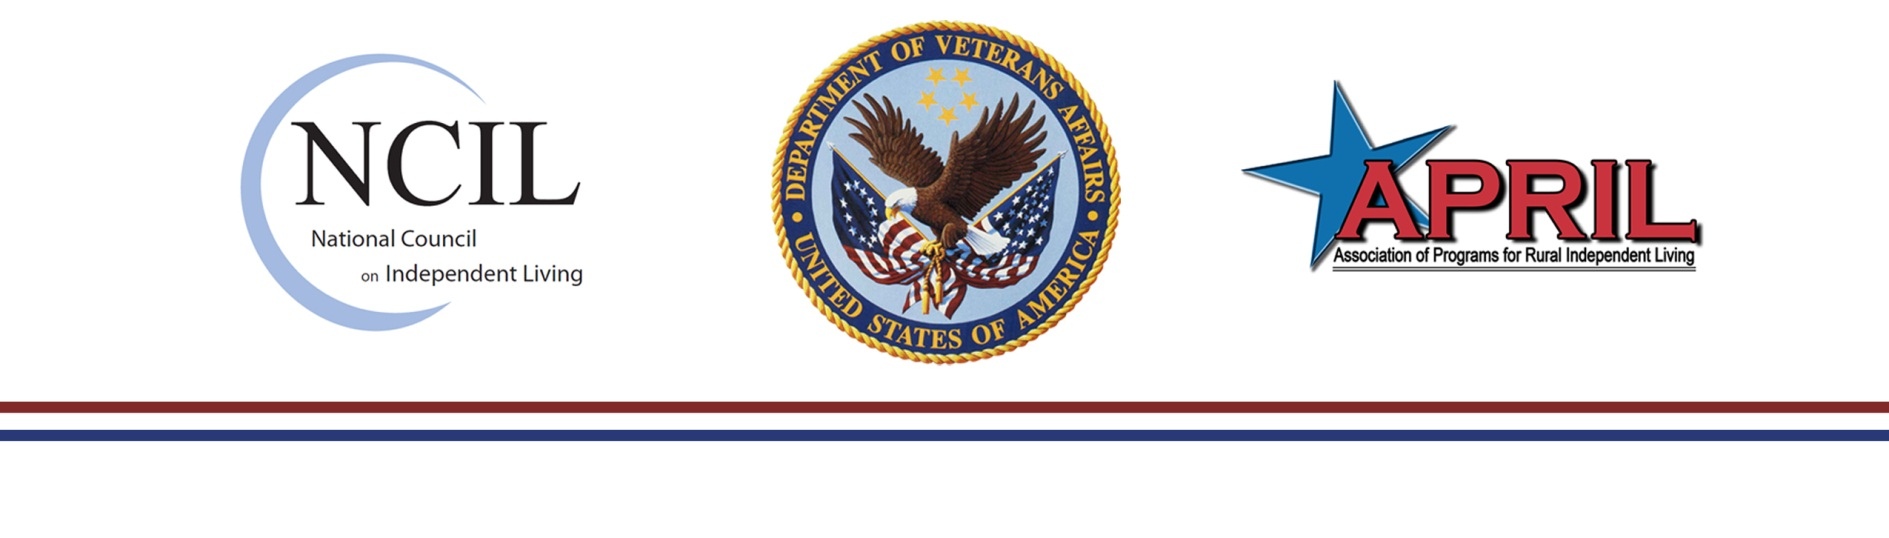 NCIL
National Council
on Independent Living
DEPARTMENT OF VETERANS AFFAIRS
UNITED STATES OF AMERICA
APRIL
Association of Programs for Rural Independent Living